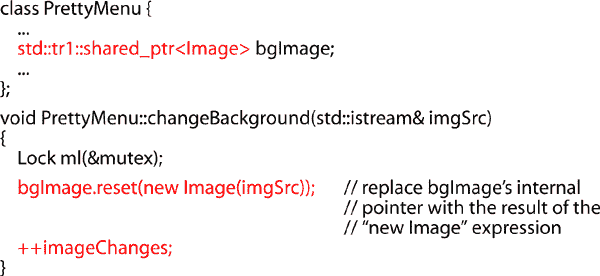 class PrettyMenu {
...
std::tr1::shared_ptr<Image> bgImage;
...
};
void PrettyMenu::changeBackground(std::istream& imgSrc)
{
Lock ml(&mutex);
bgImage.reset(new Image(imgSrc)); // replace bgImage’s internal
// pointer with the result of the
// “new Image” expression
++imageChanges;
}